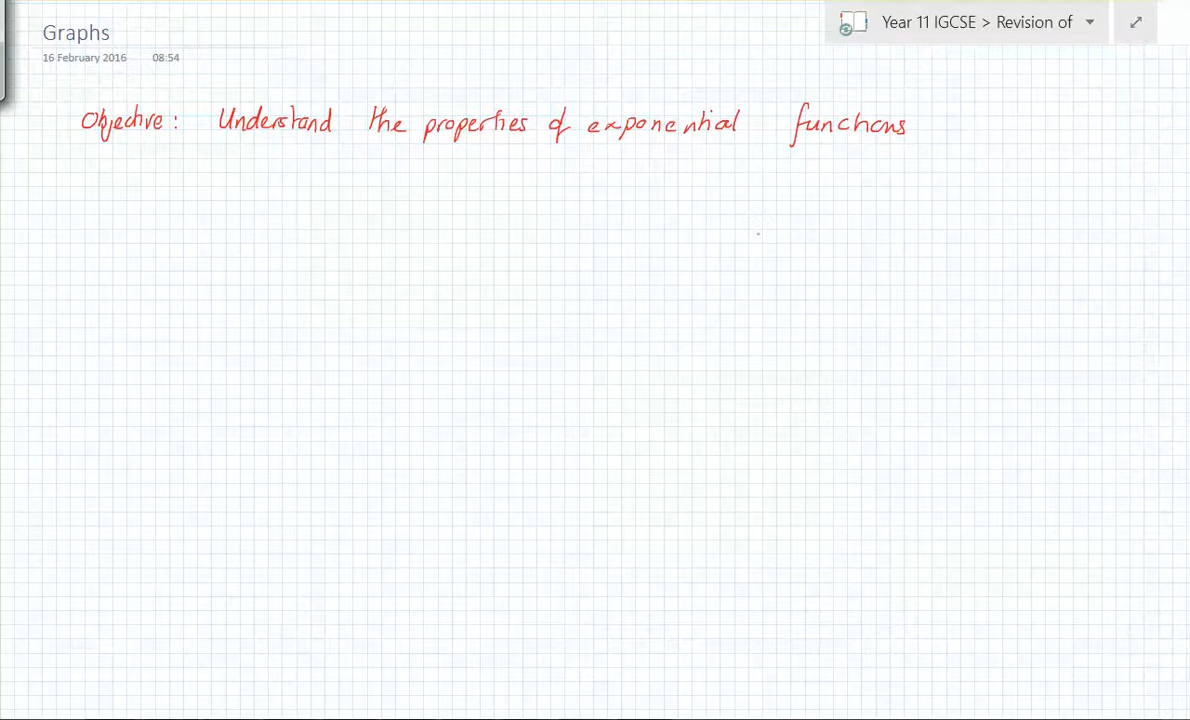 Graphs
Year 11 IGCSE > Revision of
16 February 2016 08:54
Objective: Understand the properties of exponential functions